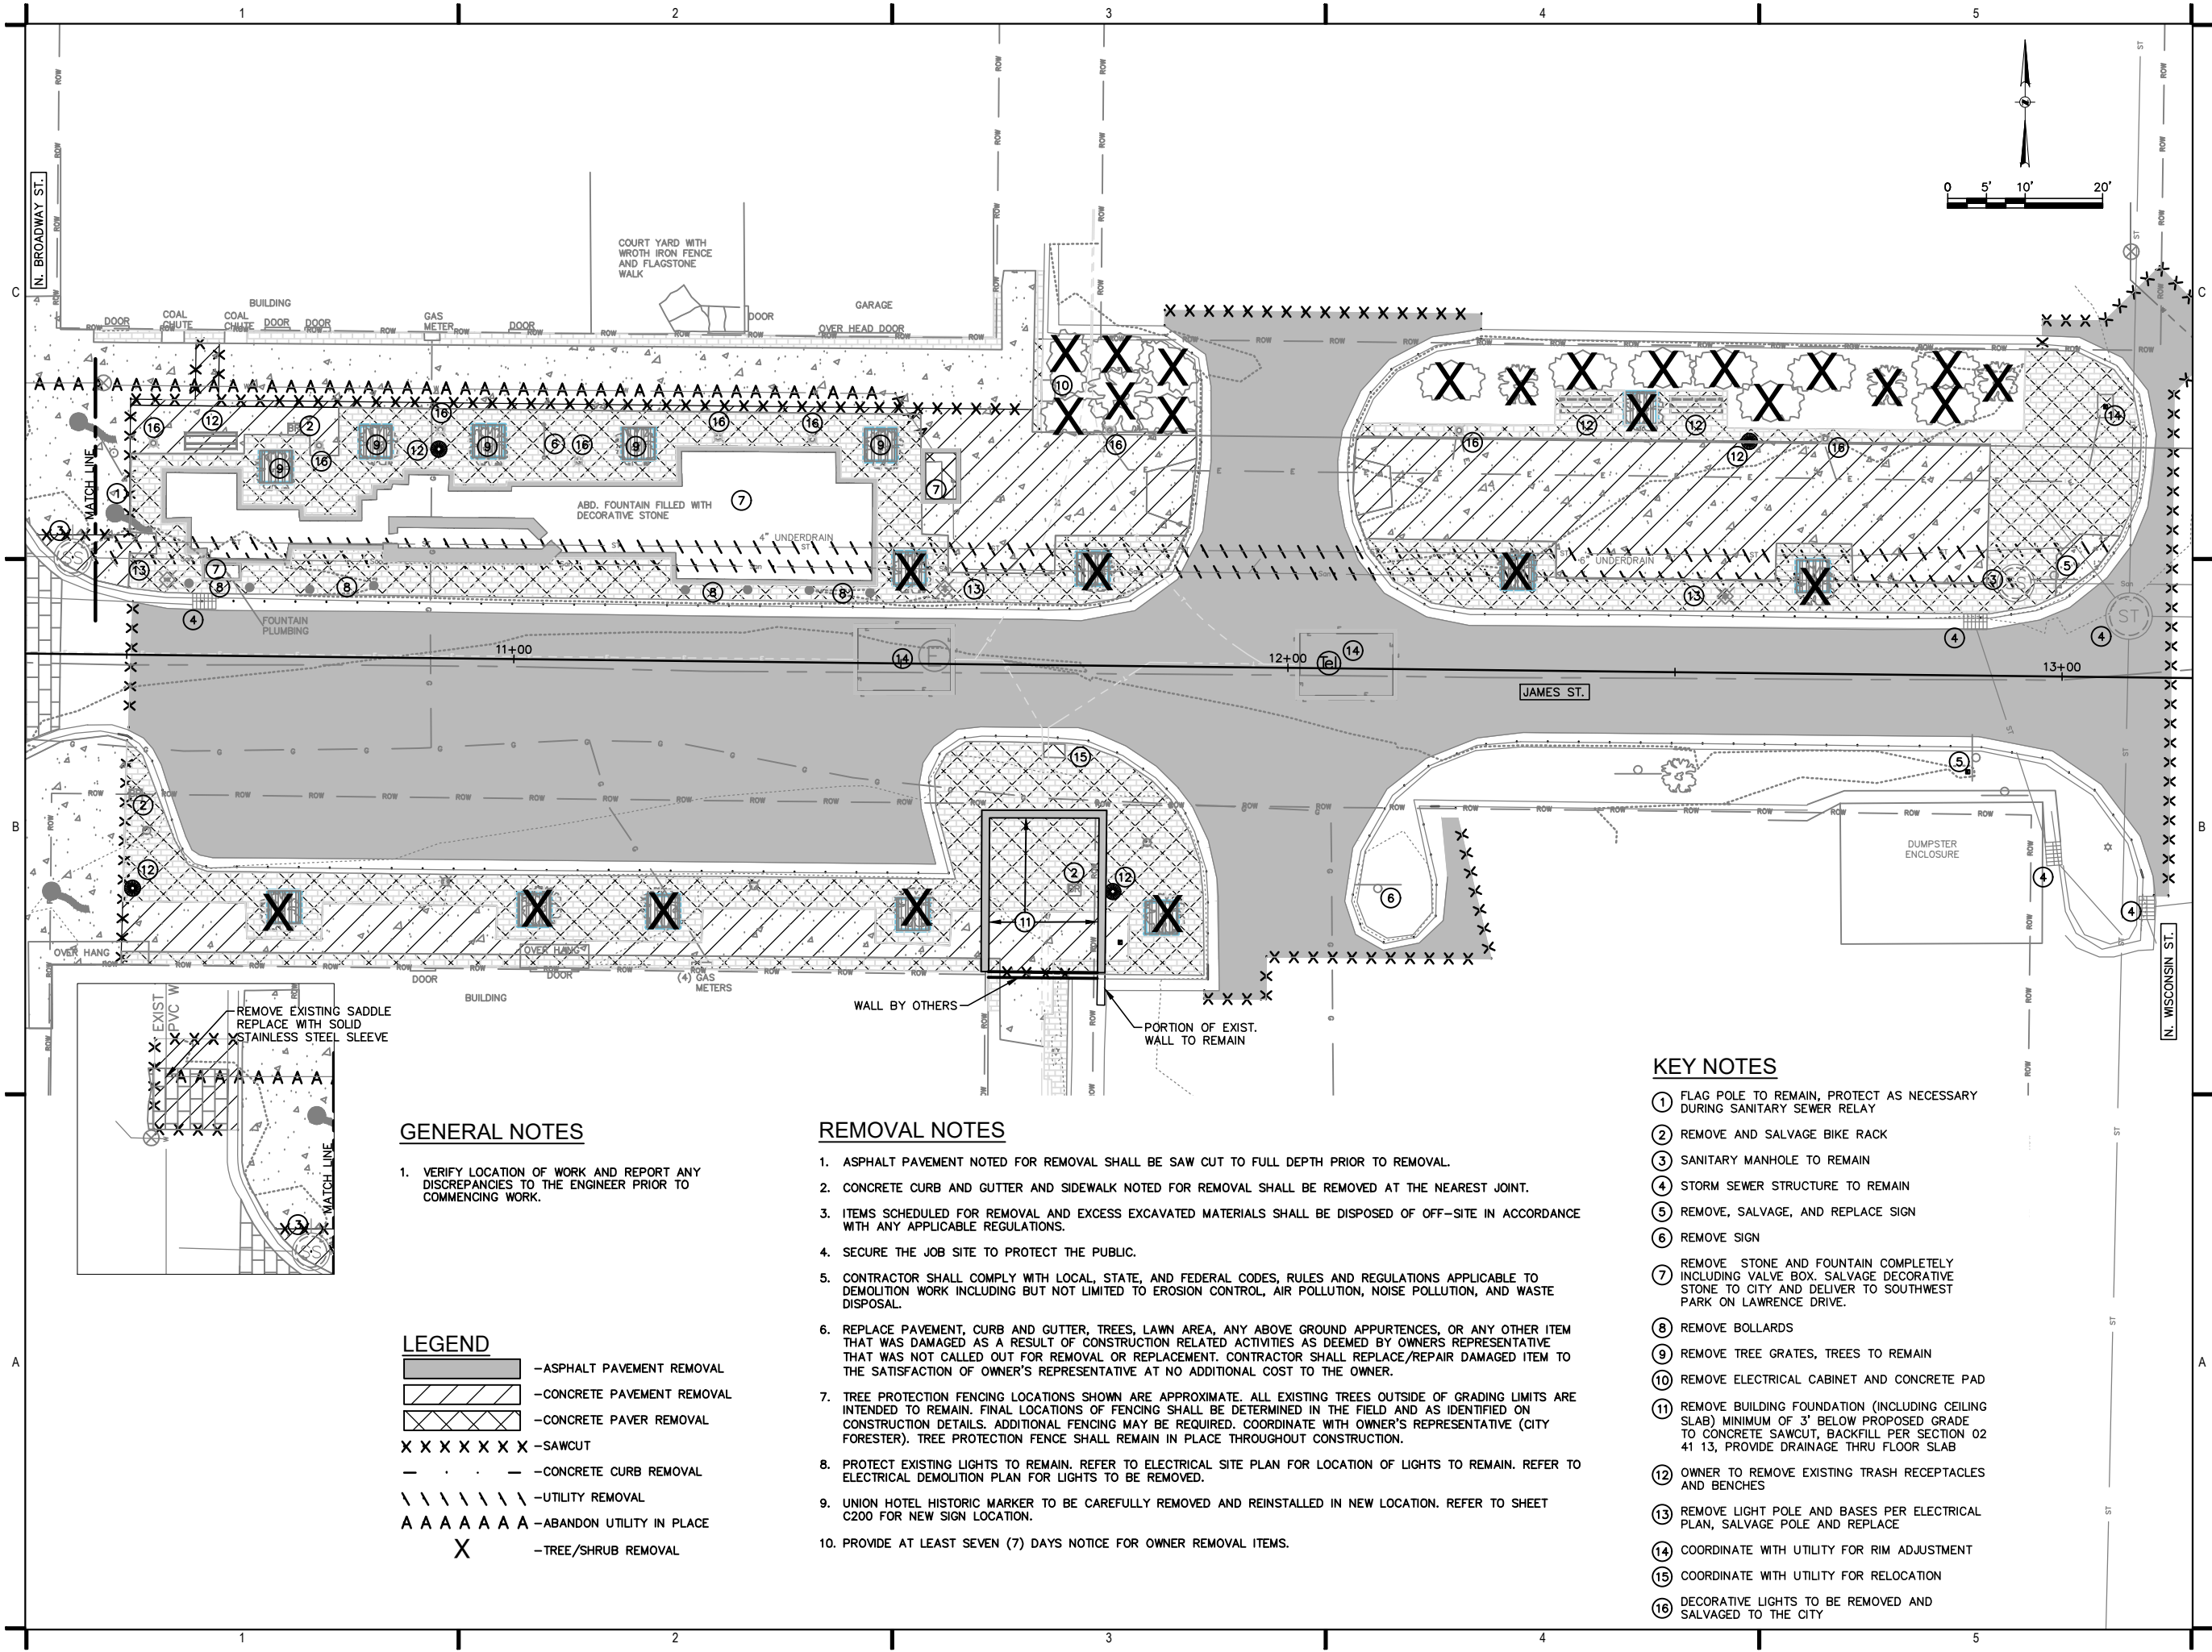 1 2 3 4 5
N. BROADWAY ST.
0 5' 10' 20'
COURT YARD WITH
WROTH IRON FENCE
AND FLAGSTONE
WALK
C C
BUILDING
GARAGE
DOOR
COAL
CHUTE
COAL
CHUTE
DOOR
DOOR
GAS
METER
DOOR
DOOR
OVER HEAD DOOR
ROW
MATCH LINE
ABD. FOUNTAIN FILLED WITH
DECORATIVE STONE
4" UNDERDRAIN
ST
6" UNDERDRAIN
FOUNTAIN
PLUMBING
11+00
12+00
13+00
E
Tel
ST
JAMES ST.
B B
DUMPSTER
ENCLOSURE
OVER HANG
OVER HANG
DOOR
DOOR
BUILDING
(4) GAS
METERS
WALL BY OTHERS
PORTION OF EXIST.
WALL TO REMAIN
N. WISCONSIN ST.
EXIST
PVC W
REMOVE EXISTING SADDLE
REPLACE WITH SOLID
STAINLESS STEEL SLEEVE
MATCH LINE
SS
GENERAL NOTES
1. VERIFY LOCATION OF WORK AND REPORT ANY
DISCREPANCIES TO THE ENGINEER PRIOR TO
COMMENCING WORK.
LEGEND
-ASPHALT PAVEMENT REMOVAL
-CONCRETE PAVEMENT REMOVAL
-CONCRETE PAVER REMOVAL
X X X X X X X -SAWCUT
-CONCRETE CURB REMOVAL
-UTILITY REMOVAL
A A A A A A A -ABANDON UTILITY IN PLACE
X -TREE/SHRUB REMOVAL
REMOVAL NOTES
1. ASPHALT PAVEMENT NOTED FOR REMOVAL SHALL BE SAW CUT TO FULL DEPTH PRIOR TO REMOVAL.
2. CONCRETE CURB AND GUTTER AND SIDEWALK NOTED FOR REMOVAL SHALL BE REMOVED AT THE NEAREST JOINT.
3. ITEMS SCHEDULED FOR REMOVAL AND EXCESS EXCAVATED MATERIALS SHALL BE DISPOSED OF OFF-SITE IN ACCORDANCE
WITH ANY APPLICABLE REGULATIONS.
4. SECURE THE JOB SITE TO PROTECT THE PUBLIC.
5. CONTRACTOR SHALL COMPLY WITH LOCAL, STATE, AND FEDERAL CODES, RULES AND REGULATIONS APPLICABLE TO
DEMOLITION WORK INCLUDING BUT NOT LIMITED TO EROSION CONTROL, AIR POLLUTION, NOISE POLLUTION, AND WASTE
DISPOSAL.
6. REPLACE PAVEMENT, CURB AND GUTTER, TREES, LAWN AREA, ANY ABOVE GROUND APPURTENCES, OR ANY OTHER ITEM
THAT WAS DAMAGED AS A RESULT OF CONSTRUCTION RELATED ACTIVITIES AS DEEMED BY OWNERS REPRESENTATIVE
THAT WAS NOT CALLED OUT FOR REMOVAL OR REPLACEMENT. CONTRACTOR SHALL REPLACE/REPAIR DAMAGED ITEM TO
THE SATISFACTION OF OWNER'S REPRESENTATIVE AT NO ADDITIONAL COST TO THE OWNER.
7. TREE PROTECTION FENCING LOCATIONS SHOWN ARE APPROXIMATE. ALL EXISTING TREES OUTSIDE OF GRADING LIMITS ARE
INTENDED TO REMAIN. FINAL LOCATIONS OF FENCING SHALL BE DETERMINED IN THE FIELD AND AS IDENTIFIED ON
CONSTRUCTION DETAILS. ADDITIONAL FENCING MAY BE REQUIRED. COORDINATE WITH OWNER'S REPRESENTATIVE (CITY
FORESTER). TREE PROTECTION FENCE SHALL REMAIN IN PLACE THROUGHOUT CONSTRUCTION.
8. PROTECT EXISTING LIGHTS TO REMAIN. REFER TO ELECTRICAL SITE PLAN FOR LOCATION OF LIGHTS TO REMAIN. REFER TO
ELECTRICAL DEMOLITION PLAN FOR LIGHTS TO BE REMOVED.
9. UNION HOTEL HISTORIC MARKER TO BE CAREFULLY REMOVED AND REINSTALLED IN NEW LOCATION. REFER TO SHEET
C200 FOR NEW SIGN LOCATION.
10. PROVIDE AT LEAST SEVEN (7) DAYS NOTICE FOR OWNER REMOVAL ITEMS.
KEY NOTES
1 FLAG POLE TO REMAIN, PROTECT AS NECESSARY
DURING SANITARY SEWER RELAY
2 REMOVE AND SALVAGE BIKE RACK
3 SANITARY MANHOLE TO REMAIN
4 STORM SEWER STRUCTURE TO REMAIN
5 REMOVE, SALVAGE, AND REPLACE SIGN
6 REMOVE SIGN
7 REMOVE STONE AND FOUNTAIN COMPLETELY
INCLUDING VALVE BOX. SALVAGE DECORATIVE
STONE TO CITY AND DELIVER TO SOUTHWEST
PARK ON LAWRENCE DRIVE.
8 REMOVE BOLLARDS
9 REMOVE TREE GRATES, TREES TO REMAIN
10 REMOVE ELECTRICAL CABINET AND CONCRETE PAD
11 REMOVE BUILDING FOUNDATION (INCLUDING CEILING
SLAB) MINIMUM OF 3' BELOW PROPOSED GRADE
TO CONCRETE SAWCUT, BACKFILL PER SECTION 02
41 13, PROVIDE DRAINAGE THRU FLOOR SLAB
12 OWNER TO REMOVE EXISTING TRASH RECEPTACLES
AND BENCHES
13 REMOVE LIGHT POLE AND BASES PER ELECTRICAL
PLAN, SALVAGE POLE AND REPLACE
14 COORDINATE WITH UTILITY FOR RIM ADJUSTMENT
15 COORDINATE WITH UTILITY FOR RELOCATION
16 DECORATIVE LIGHTS TO BE REMOVED AND
SALVAGED TO THE CITY
A A
1 2 3 4 5